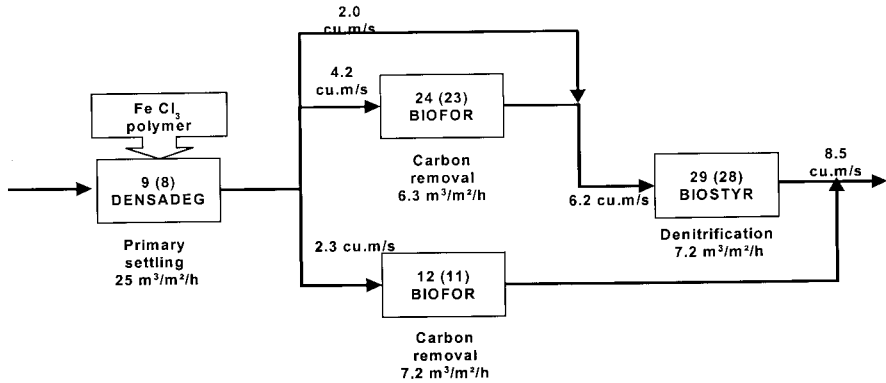 2.0
cu.m/s
4.2
cu.m/s
24 (23)
BIOFOR
Fe Cl₃
polymer
Carbon
removal
6.3 m³/m²/h
9 (8)
DENSADEG
Primary
settling
25 m³/m²/h
6.2 cu.m/s
29 (28)
BIOSTYR
8.5
cu.m/s
Denitrification
7.2 m³/m²/h
2.3 cu.m/s
12 (11)
BIOFOR
Carbon
removal
7,2 m³/m²/h